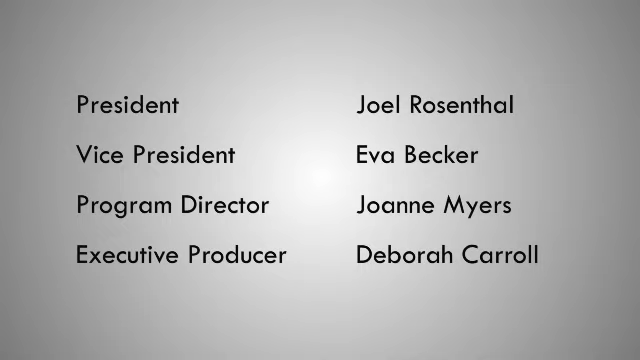 President Joel Rosenthal
Vice President Eva Becker
Program Director Joanne Myers
Executive Producer Deborah Carroll